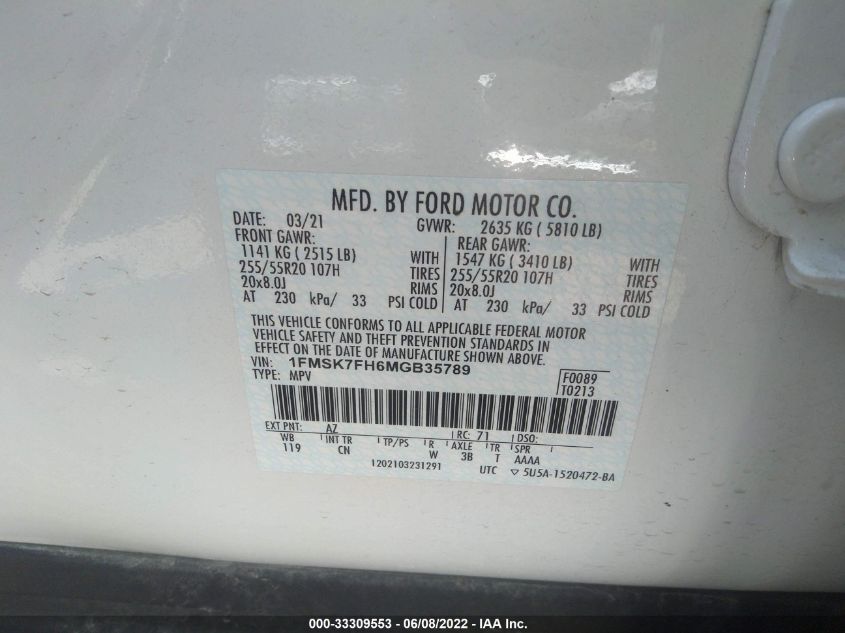 MFD. BY FORD MOTOR CO.
DATE: 03/21 GVWR: 2635 KG ( 5810 LB)
FRONT GAWR: REAR GAWR:
1141 KG ( 2515 LB) WITH 1547 KG ( 3410 LB) WITH
255/55R20 107H TIRES 255/55R20 107H TIRES
20x8.0J RIMS 20x8.0J RIMS
AT 230 kPa/ 33 PSI COLD AT 230 kPa/ 33 PSI COLD
THIS VEHICLE CONFORMS TO ALL APPLICABLE FEDERAL MOTOR
VEHICLE SAFETY AND THEFT PREVENTION STANDARDS IN
EFFECT ON THE DATE OF MANUFACTURE SHOWN ABOVE.
VIN: 1FMSK7FH6MGB35789 F0089
TYPE: MPV T0213
EXT PNT: AZ RC: 71 DSO:
WB INT TR TP/PS R AXLE TR SPR
119 CN W 3B T AAAA
1202103231291 UTC ▽ 5U5A-1520472-BA
000-33309553 - 06/08/2022 - IAA Inc.